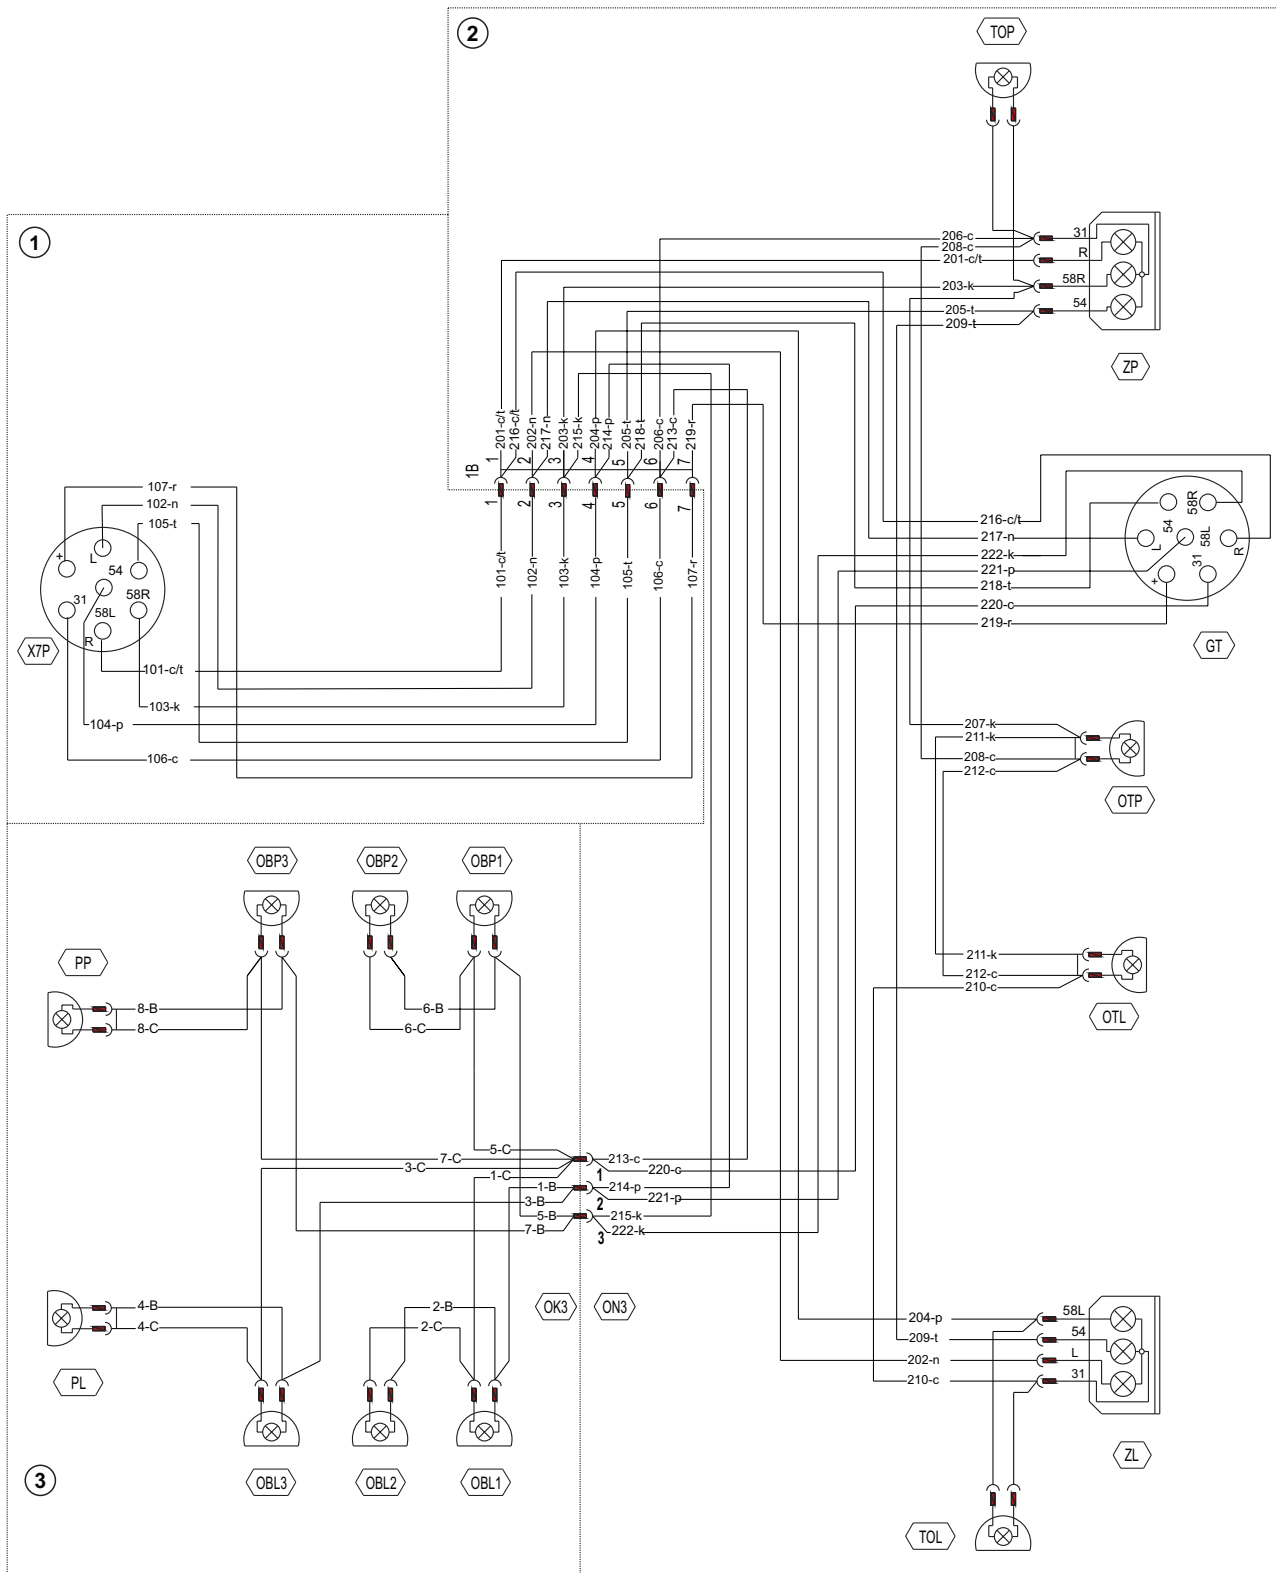 2
TOP
1
206-c
208-c
201-c/t
203-k
205-t
209-t
31
R
58R
54
ZP
201-c/t
216-c/t
202-n
217-n
203-k
215-k
204-p
214-p
205-t
218-t
206-c
213-c
219-r
1B
1
2
3
4
5
6
7
1
2
3
4
5
6
7
107-r
102-n
105-t
+
L
54
31
58R
58L
R
X7P
101-c/t
102-n
103-k
104-p
105-t
106-c
107-r
101-c/t
103-k
104-p
106-c
216-c/t
217-n
222-k
221-p
218-t
220-c
219-r
54
58R
L
58L
R
+
31
GT
207-k
211-k
208-c
212-c
OTP
OBP3
OBP2
OBP1
PP
8-B
8-C
6-B
6-C
211-k
212-c
210-c
OTL
5-C
7-C
3-C
1-C
1-B
3-B
5-B
7-B
213-c
1
220-c
214-p
2
221-p
215-k
3
222-k
OK3
ON3
4-B
4-C
2-B
2-C
PL
204-p
209-t
202-n
210-c
58L
54
L
31
ZL
OBL3
OBL2
OBL1
3
TOL